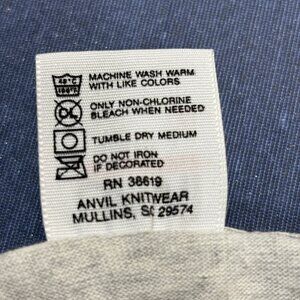 MACHINE WASH WARM
WITH LIKE COLORS
ONLY NON-CHLORINE
BLEACH WHEN NEEDED
TUMBLE DRY MEDIUM
DO NOT IRON
IF DECORATED
RN 36619
ANVIL KNITWEAR
MULLINS, SC 29574